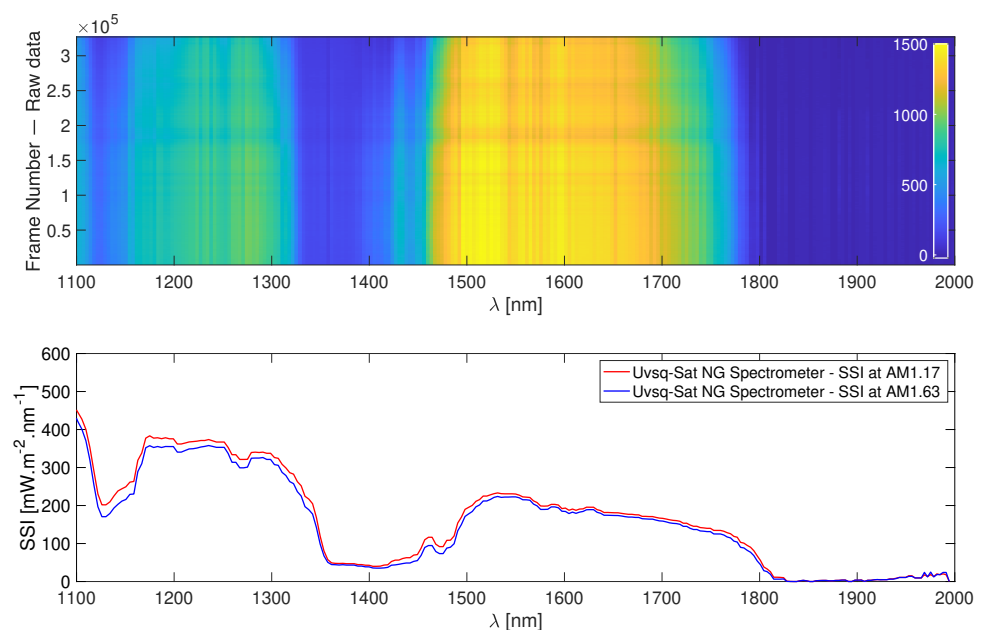 ×10⁵
Frame Number — Raw data
3
2.5
2
1.5
1
0.5
1500
1000
500
0
1100 1200 1300 1400 1500 1600 1700 1800 1900 2000
λ [nm]
SSI [mW.m⁻².nm⁻¹]
600
500
400
300
200
100
0
Uvsq-Sat NG Spectrometer - SSI at AM1.17
Uvsq-Sat NG Spectrometer - SSI at AM1.63
1100 1200 1300 1400 1500 1600 1700 1800 1900 2000
λ [nm]